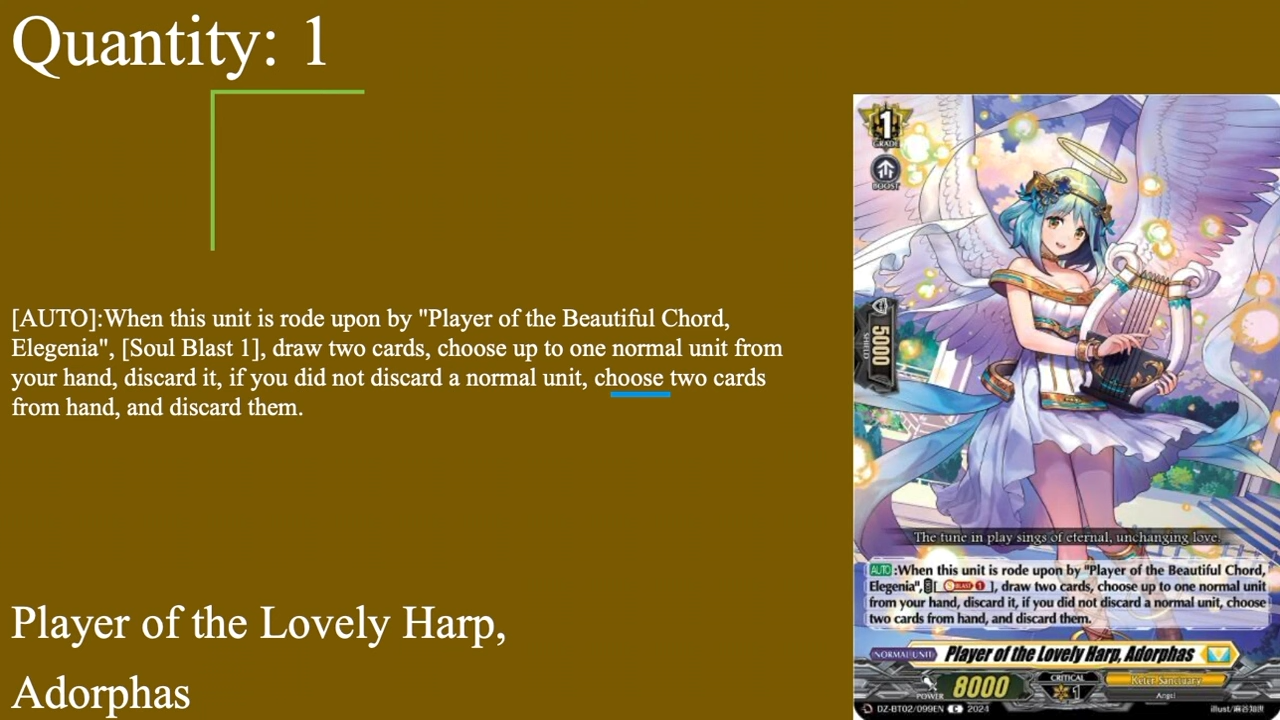 Quantity: 1
[AUTO]:When this unit is rode upon by "Player of the Beautiful Chord,
Elegenia", [Soul Blast 1], draw two cards, choose up to one normal unit from
your hand, discard it, if you did not discard a normal unit, choose two cards
from hand, and discard them.
Player of the Lovely Harp,
Adorphas
1
GRADE
BOOST
5000
SHIELD
The tune in play sings of eternal, unchanging love.
AUTO:When this unit is rode upon by "Player of the Beautiful Chord,
Elegenia", [BLAST 1], draw two cards, choose up to one normal unit
from your hand, discard it, if you did not discard a normal unit, choose
two cards from hand, and discard them.
NORMAL UNIT Player of the Lovely Harp, Adorphas
POWER 8000 CRITICAL 1 Keter Sanctuary
Angel
DZ-BT02/099EN C 2024 illust/麻谷知世